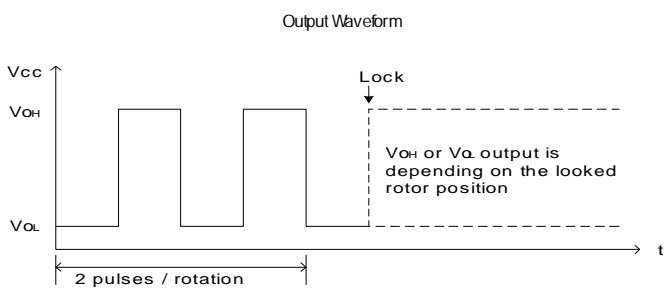 Output Waveform
Vcc
Lock
VOH
VOH or VOL output is
depending on the looked
rotor position
VOL
t
2 pulses / rotation